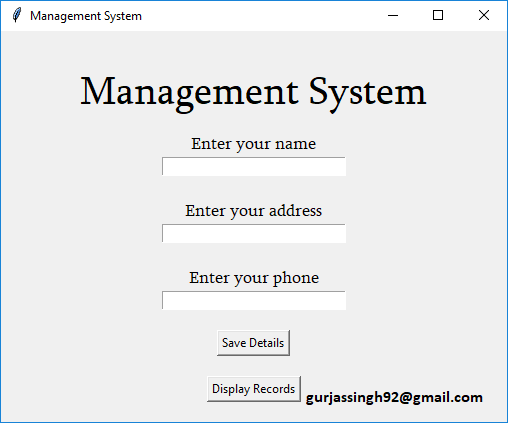 Management System
Management System
Enter your name
Enter your address
Enter your phone
Save Details
Display Records
gurjassingh92@gmail.com